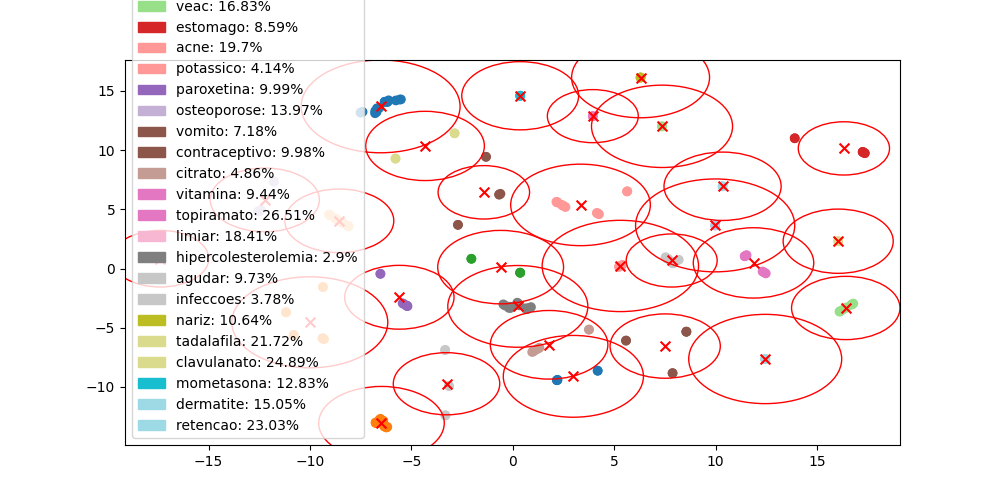 veac: 16.83%
estomago: 8.59%
acne: 19.7%
potassico: 4.14%
paroxetina: 9.99%
osteoporose: 13.97%
vomito: 7.18%
contraceptivo: 9.98%
citrato: 4.86%
vitamina: 9.44%
topiramato: 26.51%
limiar: 18.41%
hipercolesterolemia: 2.9%
agudar: 9.73%
infeccoes: 3.78%
nariz: 10.64%
tadalafila: 21.72%
clavulanato: 24.89%
mometasona: 12.83%
dermatite: 15.05%
retencao: 23.03%
15
10
5
0
−5
−10
−15 −10 −5 0 5 10 15